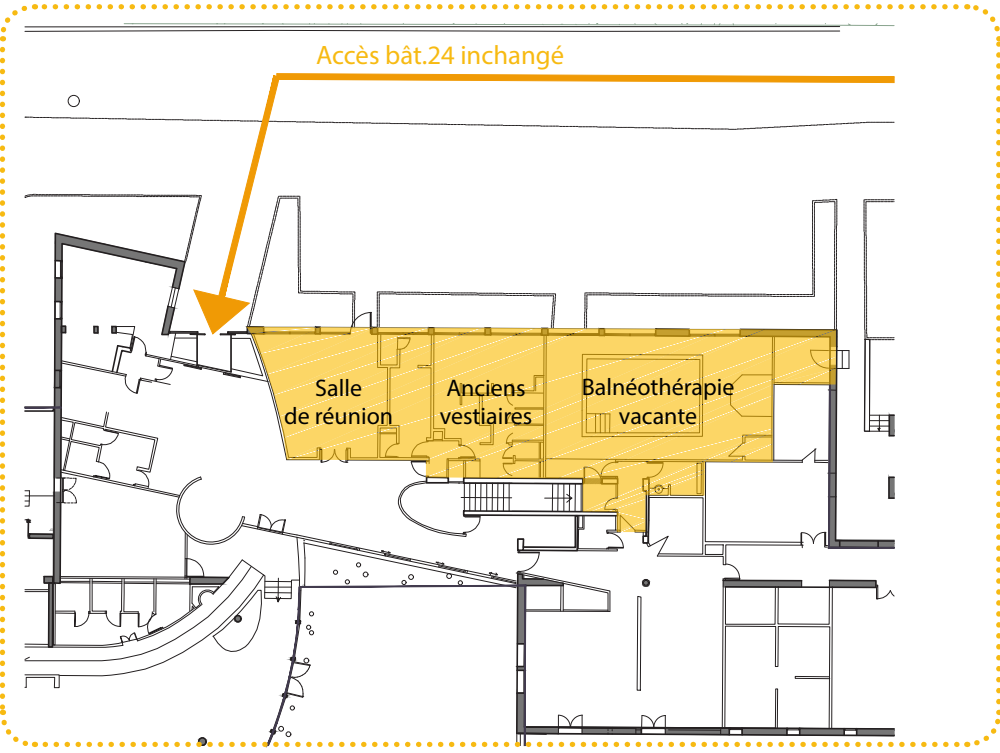 Accès bât.24 inchangé
Salle
de réunion
Anciens
vestiaires
Balnéothérapie
vacante